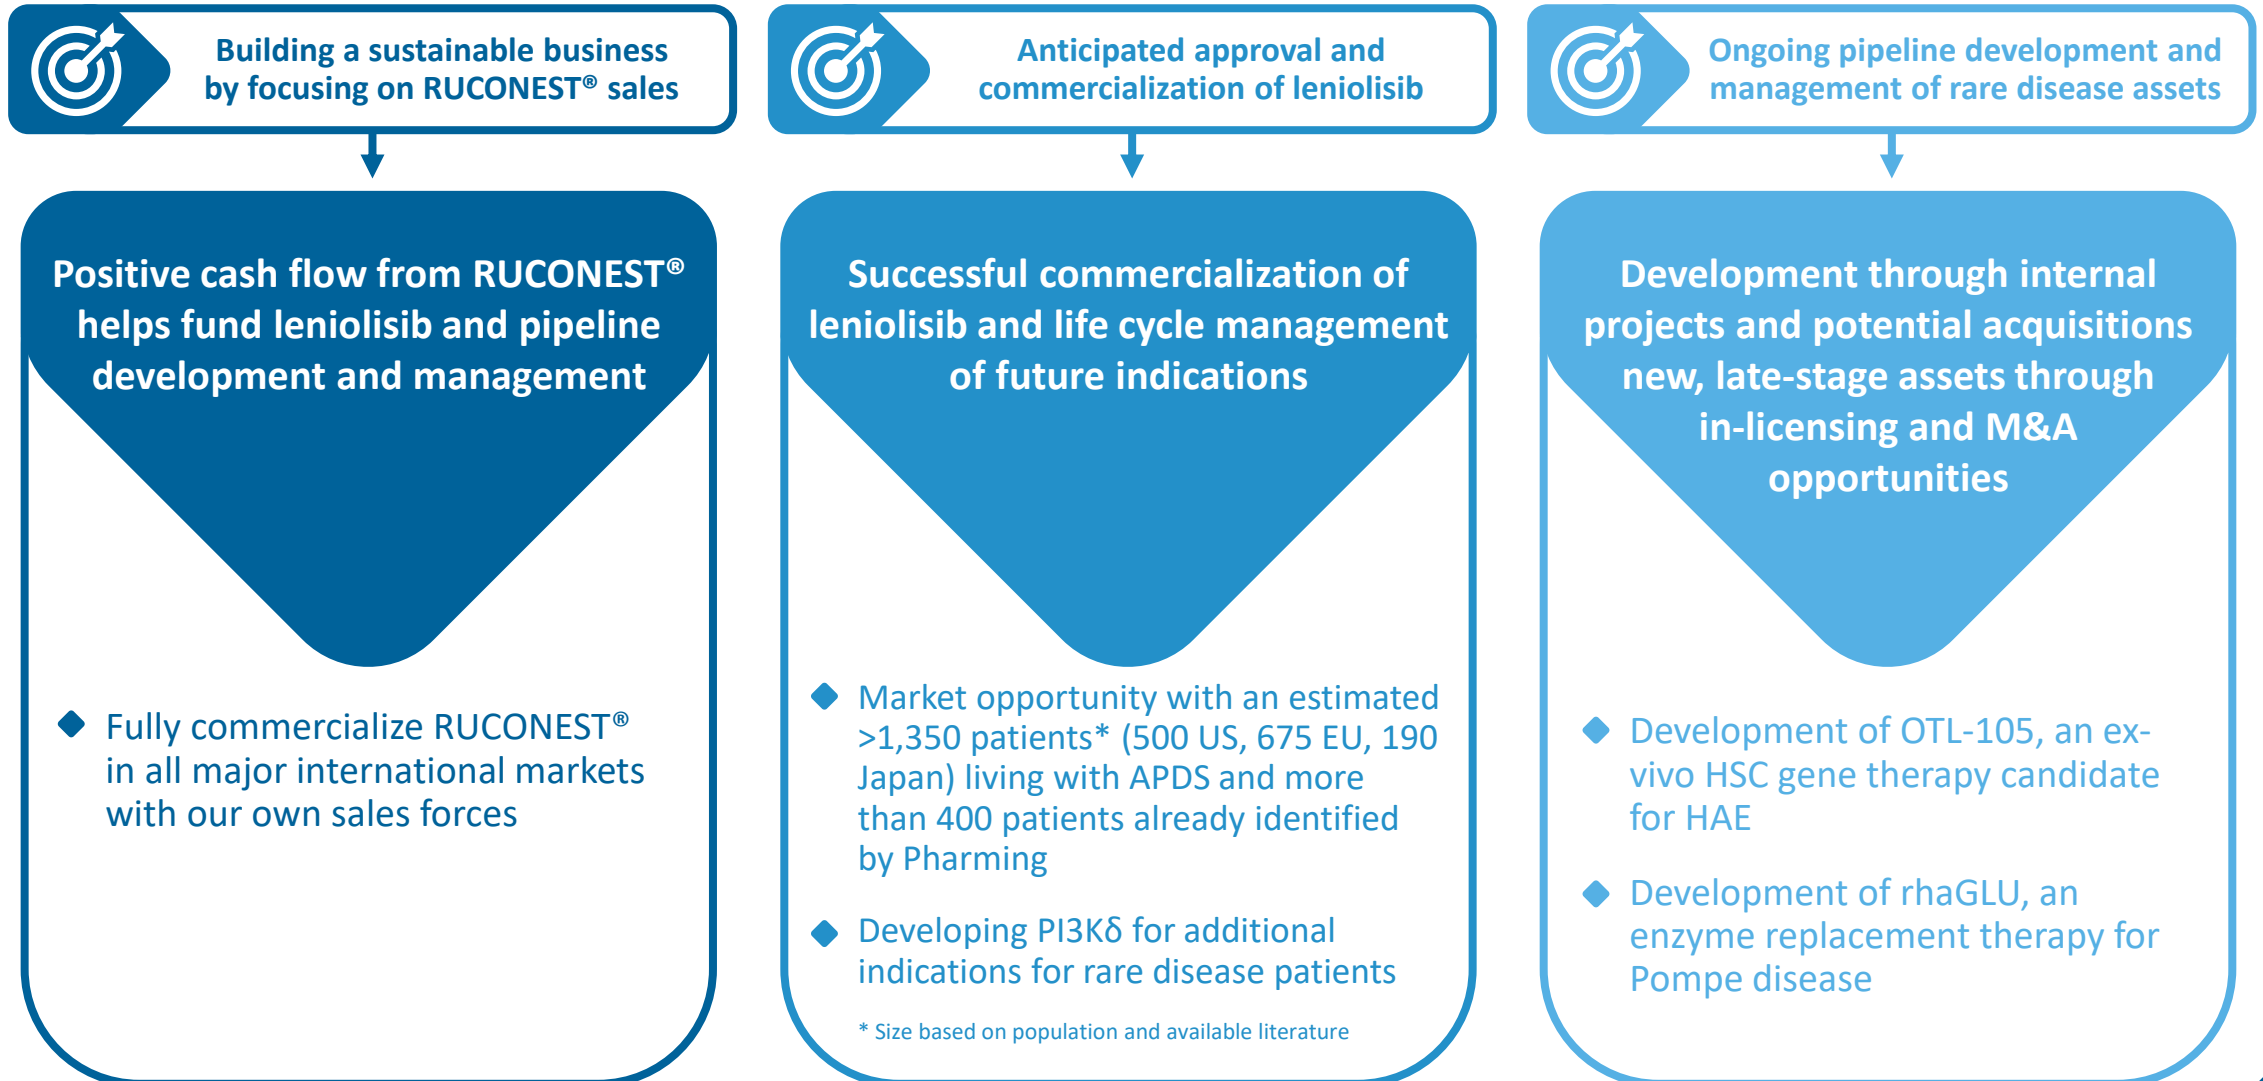 Building a sustainable business
by focusing on RUCONEST® sales
Positive cash flow from RUCONEST®
helps fund leniolisib and pipeline
development and management
Fully commercialize RUCONEST®
in all major international markets
with our own sales forces
Anticipated approval and
commercialization of leniolisib
Successful commercialization of
leniolisib and life cycle management
of future indications
Market opportunity with an estimated
>1,350 patients* (500 US, 675 EU, 190
Japan) living with APDS and more
than 400 patients already identified
by Pharming
Developing PI3Kδ for additional
indications for rare disease patients
* Size based on population and available literature
Ongoing pipeline development and
management of rare disease assets
Development through internal
projects and potential acquisitions
new, late-stage assets through
in-licensing and M&A
opportunities
Development of OTL-105, an ex-
vivo HSC gene therapy candidate
for HAE
Development of rhaGLU, an
enzyme replacement therapy for
Pompe disease